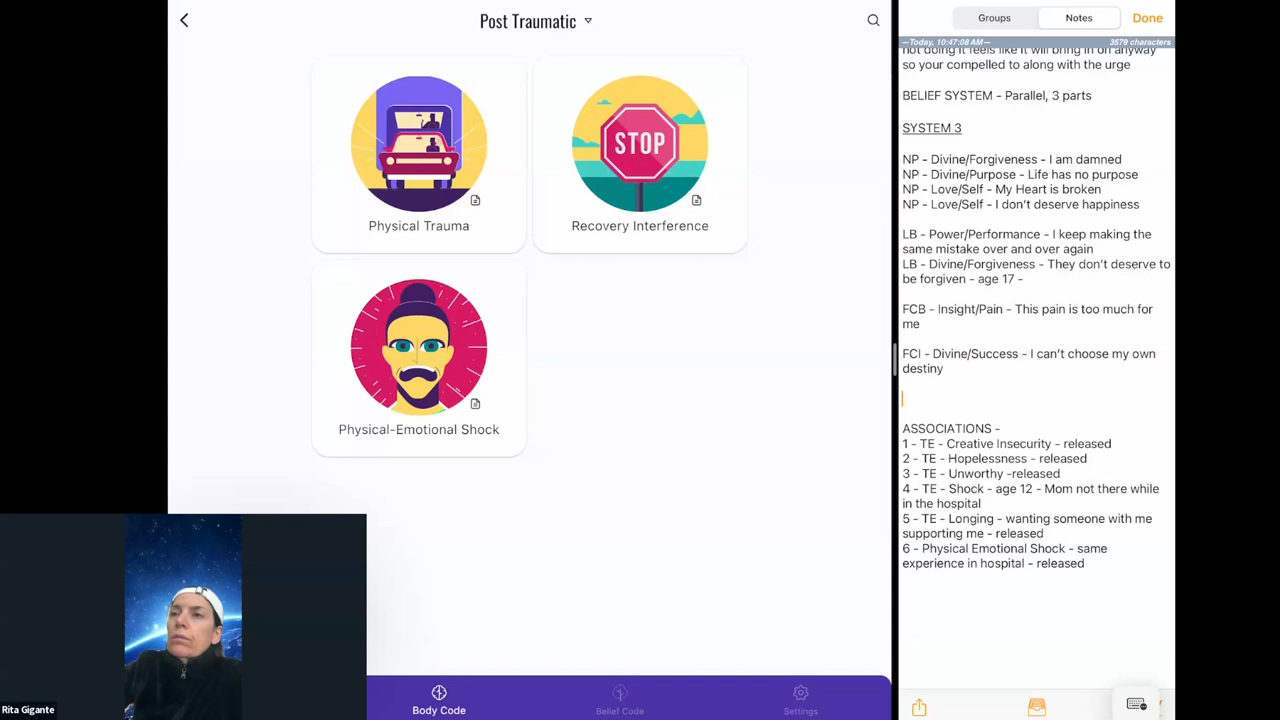 Post Traumatic
STOP
Physical Trauma
Recovery Interference
Physical-Emotional Shock
Rita Gigante
Body Code
Belief Code
Settings
Groups
Notes
Done
—Today, 10:47:08 AM—
3579 characters
not doing it feels like it will bring in on anyway
so your compelled to along with the urge
BELIEF SYSTEM - Parallel, 3 parts
SYSTEM 3
NP - Divine/Forgiveness - I am damned
NP - Divine/Purpose - Life has no purpose
NP - Love/Self - My Heart is broken
NP - Love/Self - I don't deserve happiness
LB - Power/Performance - I keep making the
same mistake over and over again
LB - Divine/Forgiveness - They don't deserve to
be forgiven - age 17 -
FCB - Insight/Pain - This pain is too much for
me
FCI - Divine/Success - I can't choose my own
destiny
ASSOCIATIONS -
1 - TE - Creative Insecurity - released
2 - TE - Hopelessness - released
3 - TE - Unworthy -released
4 - TE - Shock - age 12 - Mom not there while
in the hospital
5 - TE - Longing - wanting someone with me
supporting me - released
6 - Physical Emotional Shock - same
experience in hospital - released